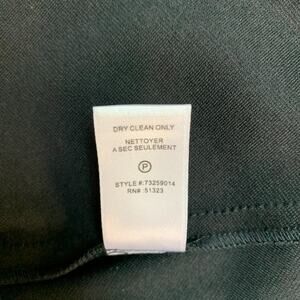 DRY CLEAN ONLY
NETTOYER
A SEC SEULEMENT
P
STYLE #:73259014
RN# :51323